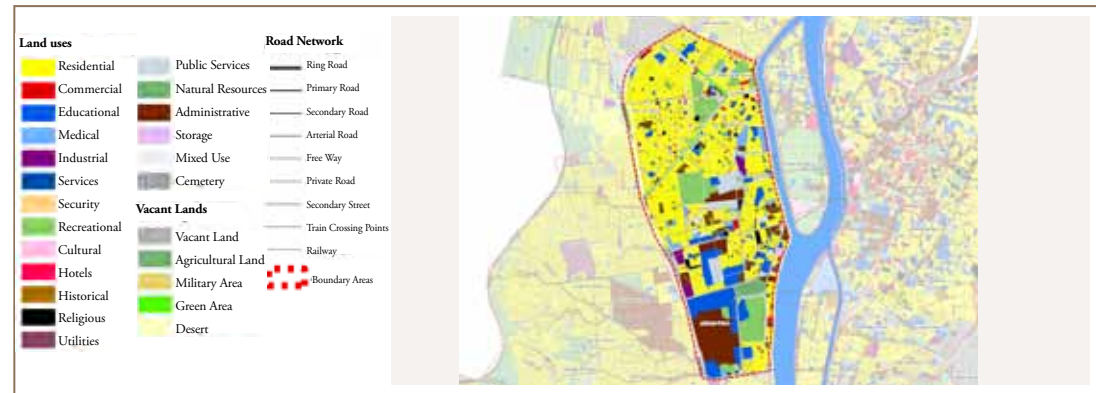 Land uses
Residential
Commercial
Educational
Medical
Industrial
Services
Security
Recreational
Cultural
Hotels
Historical
Religious
Utilities
Public Services
Natural Resources
Administrative
Storage
Mixed Use
Cemetery
Vacant Lands
Vacant Land
Agricultural Land
Military Area
Green Area
Desert
Road Network
Ring Road
Primary Road
Secondary Road
Arterial Road
Free Way
Private Road
Secondary Street
Train Crossing Points
Railway
Boundary Areas